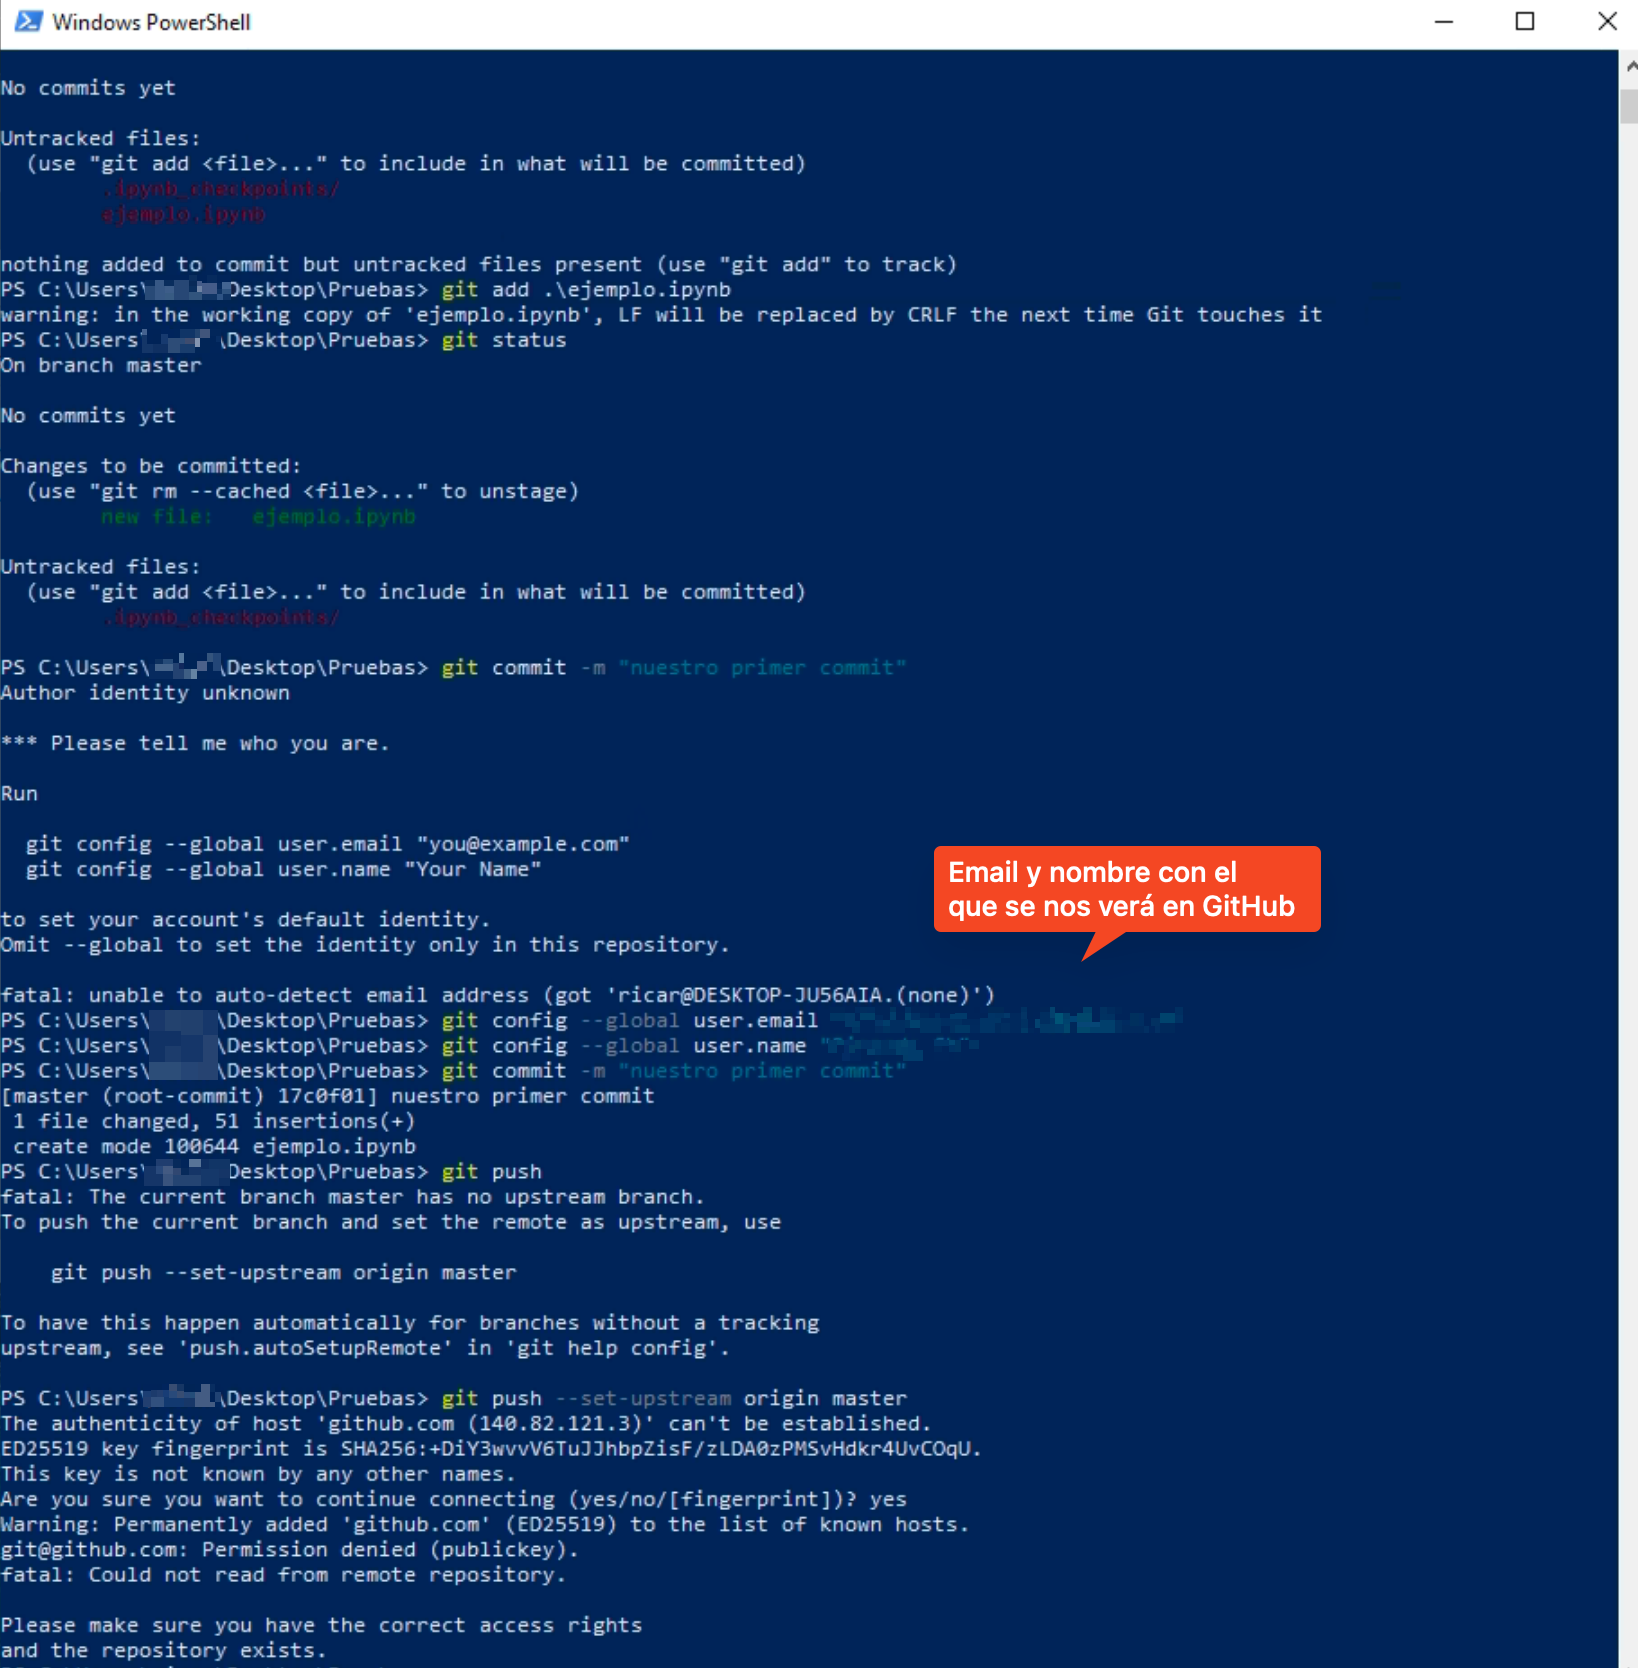 Windows PowerShell
No commits yet
Untracked files:
(use "git add <file>..." to include in what will be committed)
.ipynb_checkpoints/
ejemplo.ipynb
nothing added to commit but untracked files present (use "git add" to track)
PS C:\Users\ Desktop\Pruebas> git add .\ejemplo.ipynb
warning: in the working copy of 'ejemplo.ipynb', LF will be replaced by CRLF the next time Git touches it
PS C:\Users \Desktop\Pruebas> git status
On branch master
No commits yet
Changes to be committed:
(use "git rm --cached <file>..." to unstage)
new file:   ejemplo.ipynb
Untracked files:
(use "git add <file>..." to include in what will be committed)
.ipynb_checkpoints/
PS C:\Users\ \Desktop\Pruebas> git commit -m "nuestro primer commit"
Author identity unknown
*** Please tell me who you are.
Run
git config --global user.email "you@example.com"
git config --global user.name "Your Name"
to set your account's default identity.
Omit --global to set the identity only in this repository.
Email y nombre con el
que se nos verá en GitHub
fatal: unable to auto-detect email address (got 'ricar@DESKTOP-JU56AIA.(none)')
PS C:\Users\ \Desktop\Pruebas> git config --global user.email
PS C:\Users\ \Desktop\Pruebas> git config --global user.name
PS C:\Users\ \Desktop\Pruebas> git commit -m "nuestro primer commit"
[master (root-commit) 17c0f01] nuestro primer commit
1 file changed, 51 insertions(+)
create mode 100644 ejemplo.ipynb
PS C:\Users\ Desktop\Pruebas> git push
fatal: The current branch master has no upstream branch.
To push the current branch and set the remote as upstream, use
git push --set-upstream origin master
To have this happen automatically for branches without a tracking
upstream, see 'push.autoSetupRemote' in 'git help config'.
PS C:\Users \Desktop\Pruebas> git push --set-upstream origin master
The authenticity of host 'github.com (140.82.121.3)' can't be established.
ED25519 key fingerprint is SHA256:+DiY3wvvV6TuJJhbpZisF/zLDA0zPMSvHdkr4UvCOqU.
This key is not known by any other names.
Are you sure you want to continue connecting (yes/no/[fingerprint])? yes
Warning: Permanently added 'github.com' (ED25519) to the list of known hosts.
git@github.com: Permission denied (publickey).
fatal: Could not read from remote repository.
Please make sure you have the correct access rights
and the repository exists.